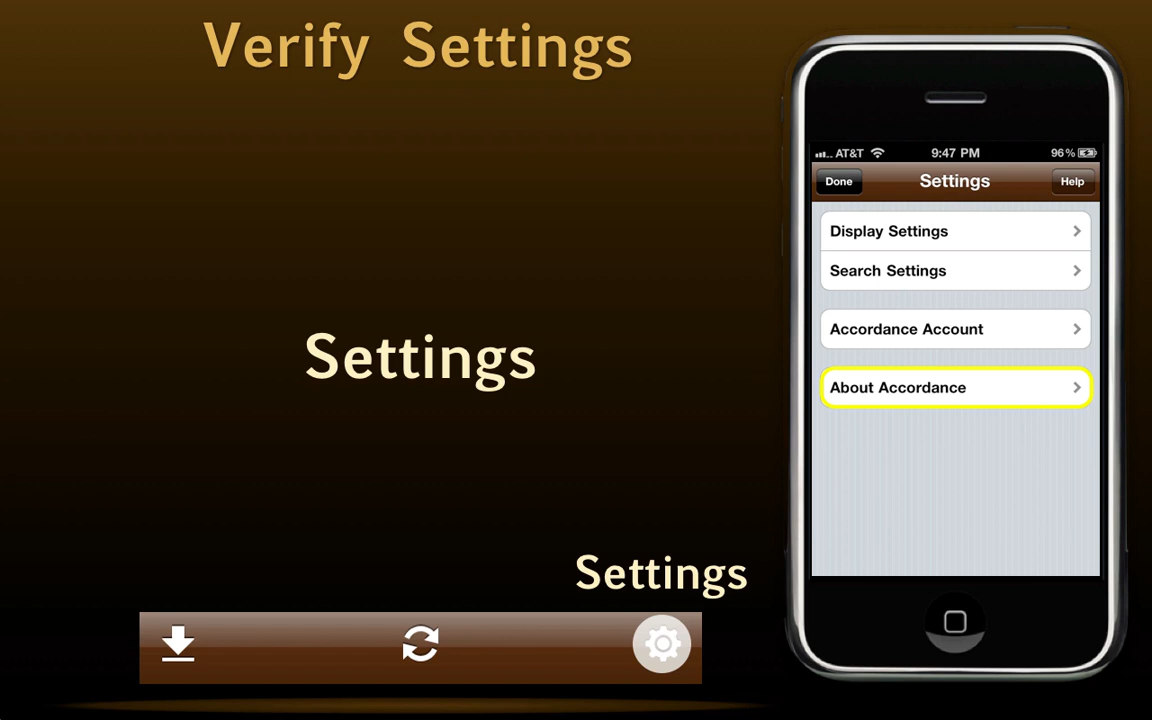 Verify Settings
Settings
Settings
AT&T 9:47 PM 96%
Done Settings Help
Display Settings
Search Settings
Accordance Account
About Accordance